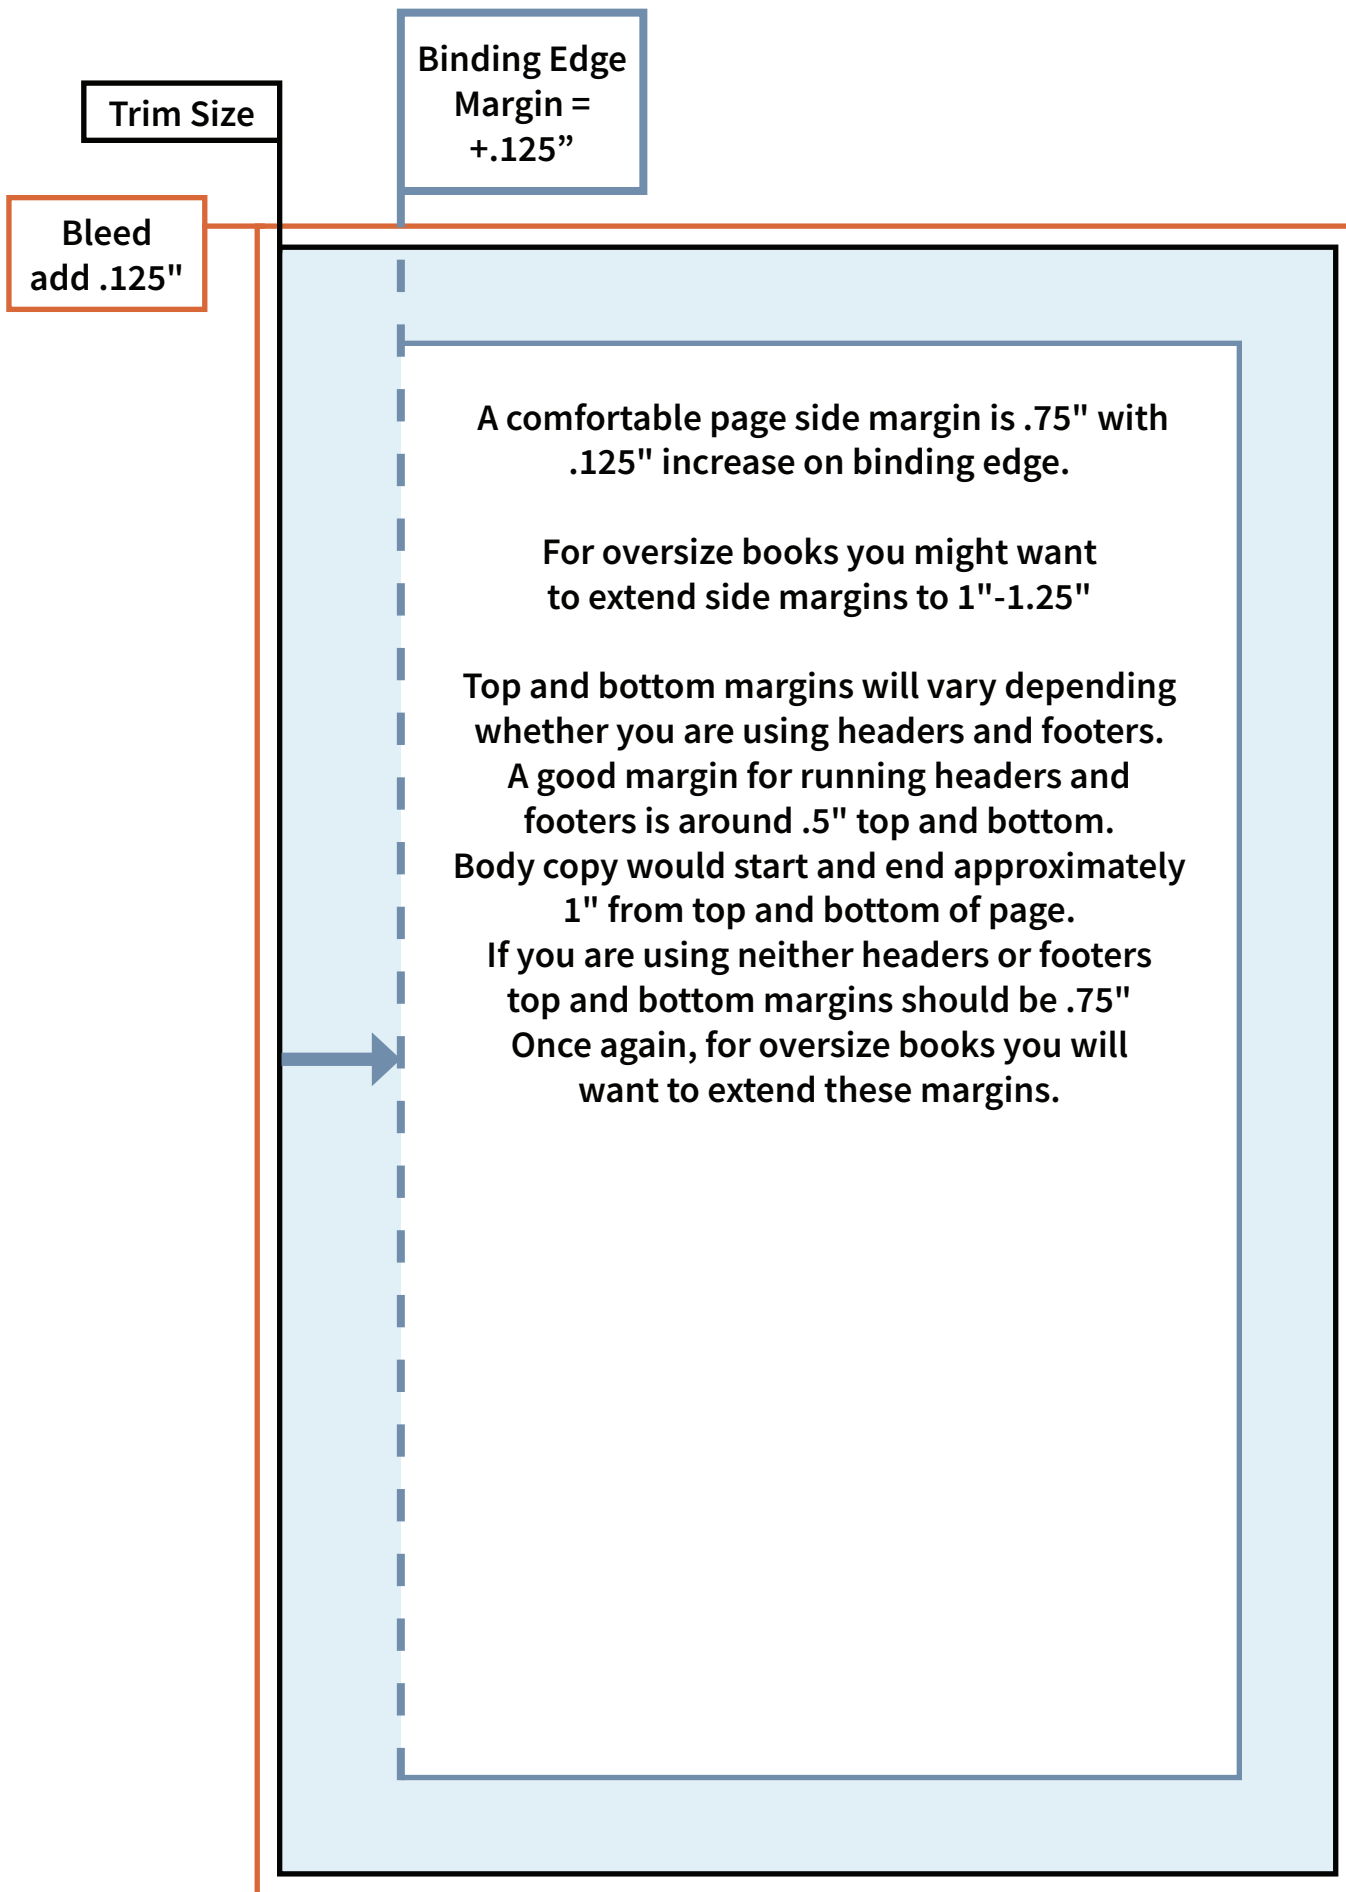 Binding Edge
Margin =
+.125”
Trim Size
Bleed
add .125"
A comfortable page side margin is .75" with
.125" increase on binding edge.
For oversize books you might want
to extend side margins to 1"-1.25"
Top and bottom margins will vary depending
whether you are using headers and footers.
A good margin for running headers and
footers is around .5" top and bottom.
Body copy would start and end approximately
1" from top and bottom of page.
If you are using neither headers or footers
top and bottom margins should be .75"
Once again, for oversize books you will
want to extend these margins.